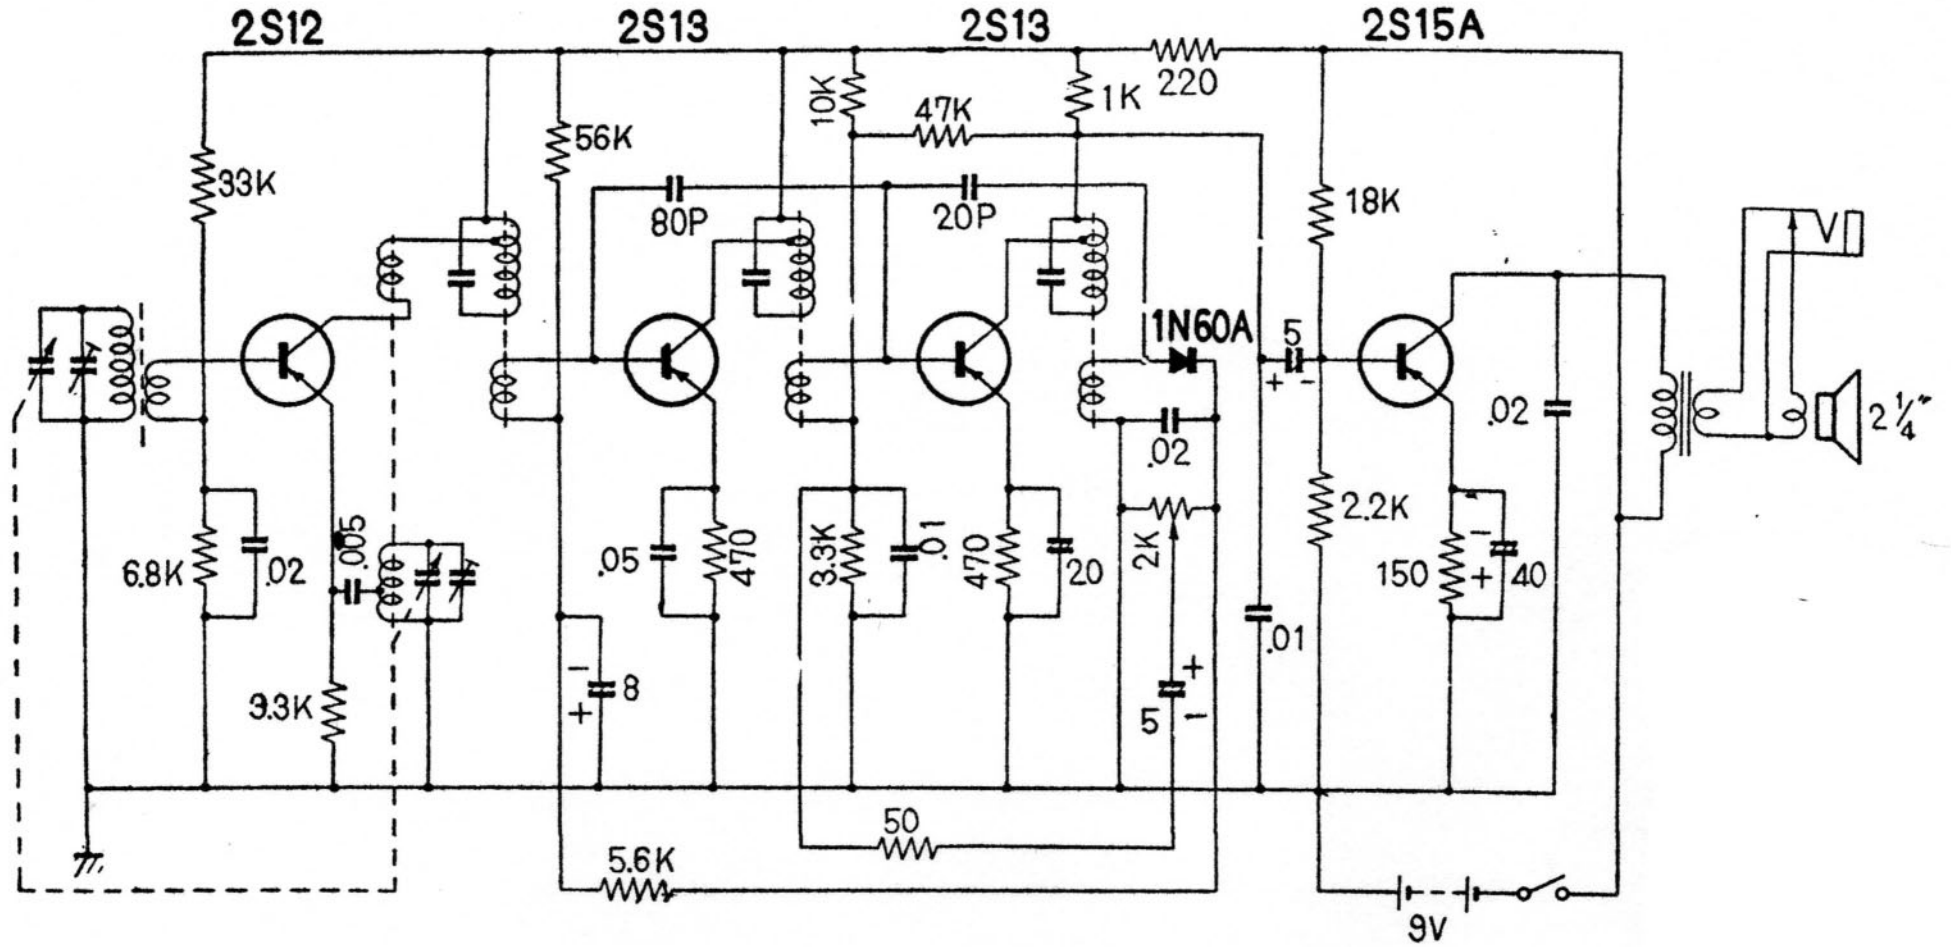 2S12
2S13
2S13
2S15A
220
10K
1K
47K
56K
33K
18K
80P
20P
1N60A
5
+ -
.02
2 1/4"
.02
2K
2.2K
.005
6.8K
.02
.05
470
3.3K
.01
470
20
150
-
+
40
.01
3.3K
-
+
8
+
5
-
50
5.6K
9V